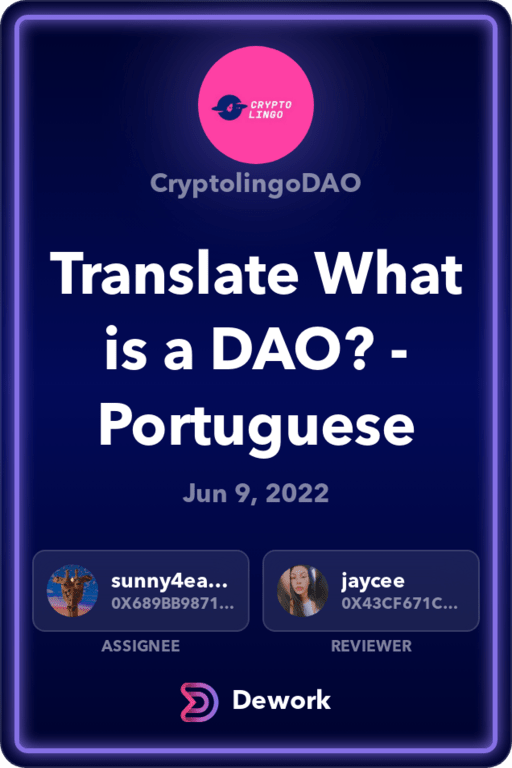 CRYPTO
LINGO
CryptolingoDAO
Translate What
is a DAO? -
Portuguese
Jun 9, 2022
sunny4ea...
0X689BB9871...
ASSIGNEE
jaycee
0X43CF671C...
REVIEWER
Dework